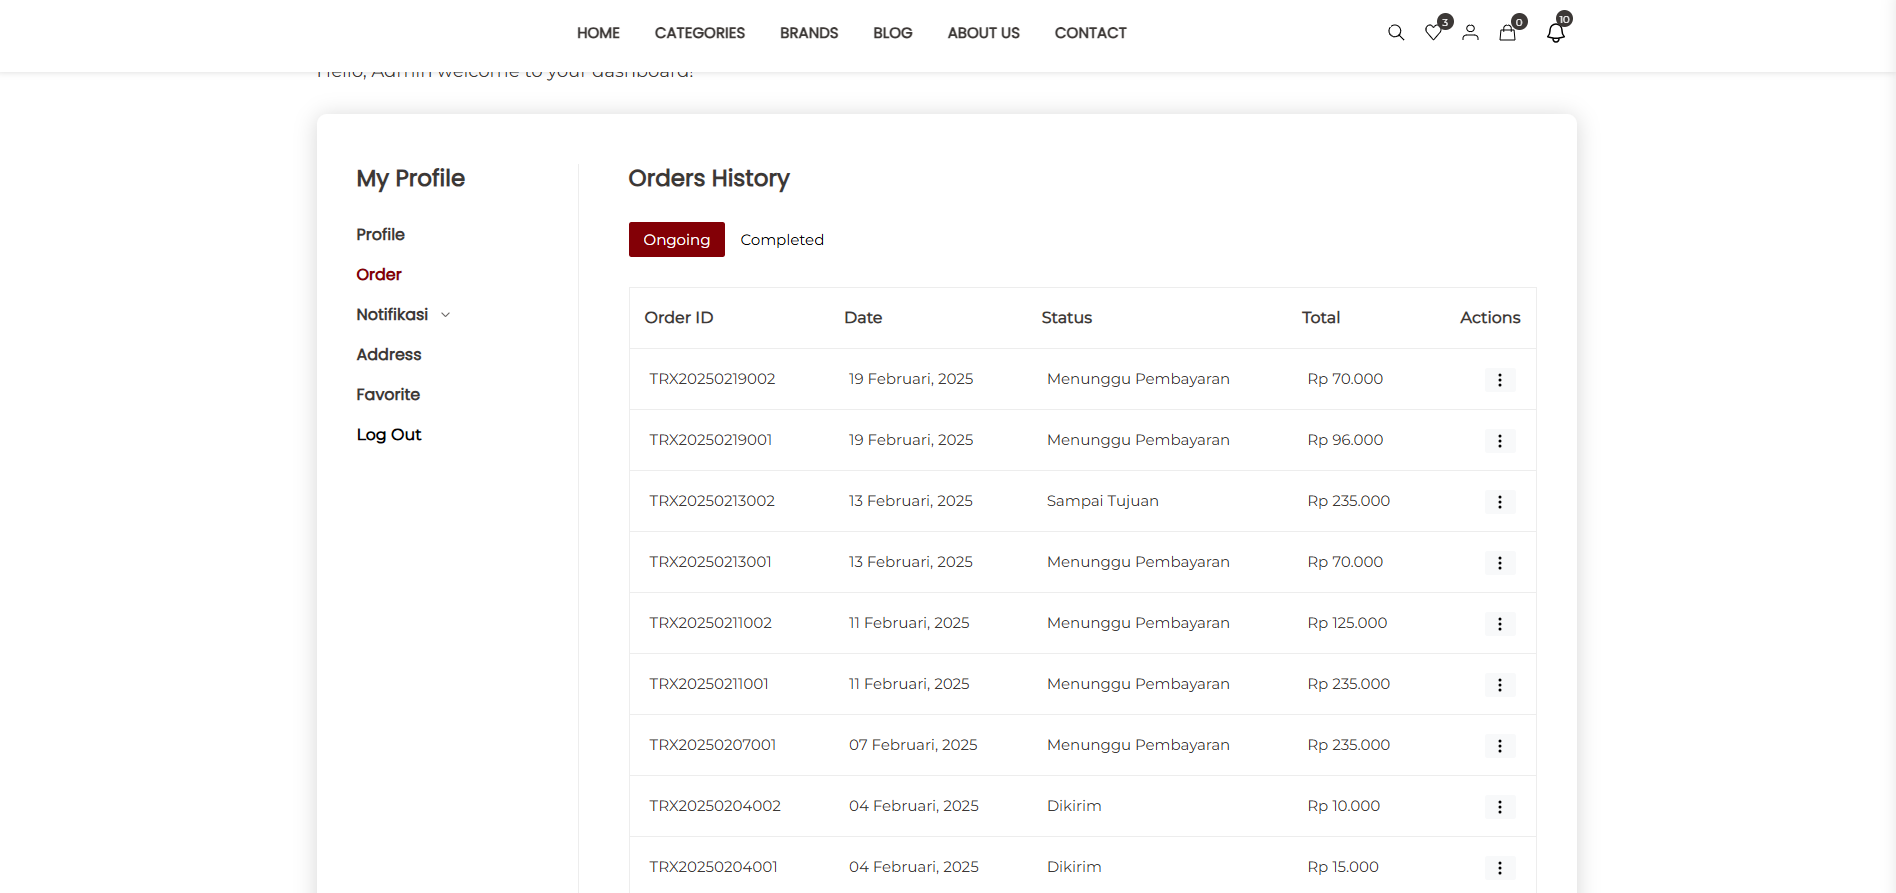 HOME CATEGORIES BRANDS BLOG ABOUT US CONTACT 3 0 10
Hello, Admin welcome to your dashboard!
My Profile
Profile
Order
Notifikasi
Address
Favorite
Log Out
Orders History
Ongoing Completed
Order ID Date Status Total Actions
TRX20250219002 19 Februari, 2025 Menunggu Pembayaran Rp 70.000
TRX20250219001 19 Februari, 2025 Menunggu Pembayaran Rp 96.000
TRX20250213002 13 Februari, 2025 Sampai Tujuan Rp 235.000
TRX20250213001 13 Februari, 2025 Menunggu Pembayaran Rp 70.000
TRX20250211002 11 Februari, 2025 Menunggu Pembayaran Rp 125.000
TRX20250211001 11 Februari, 2025 Menunggu Pembayaran Rp 235.000
TRX20250207001 07 Februari, 2025 Menunggu Pembayaran Rp 235.000
TRX20250204002 04 Februari, 2025 Dikirim Rp 10.000
TRX20250204001 04 Februari, 2025 Dikirim Rp 15.000